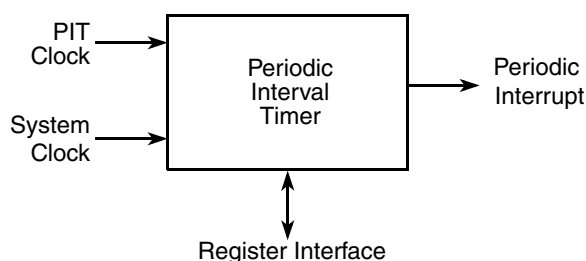 PIT
Clock
System
Clock
Periodic
Interval
Timer
Periodic
Interrupt
Register Interface